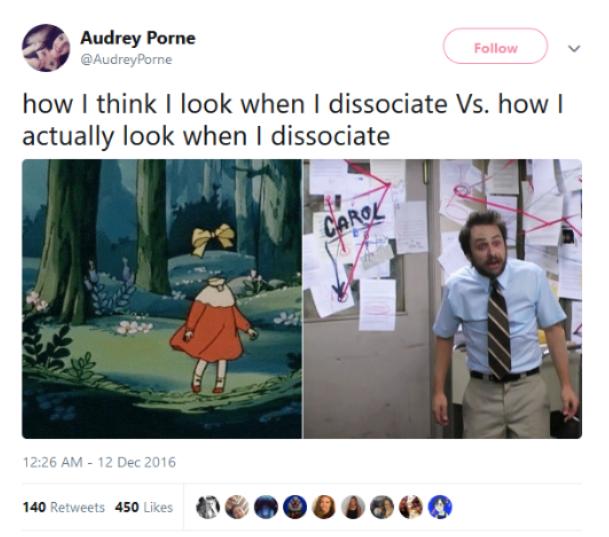 Audrey Porne
@AudreyPorne
Follow
how I think I look when I dissociate Vs. how I
actually look when I dissociate
CAROL
12:26 AM - 12 Dec 2016
140 Retweets 450 Likes